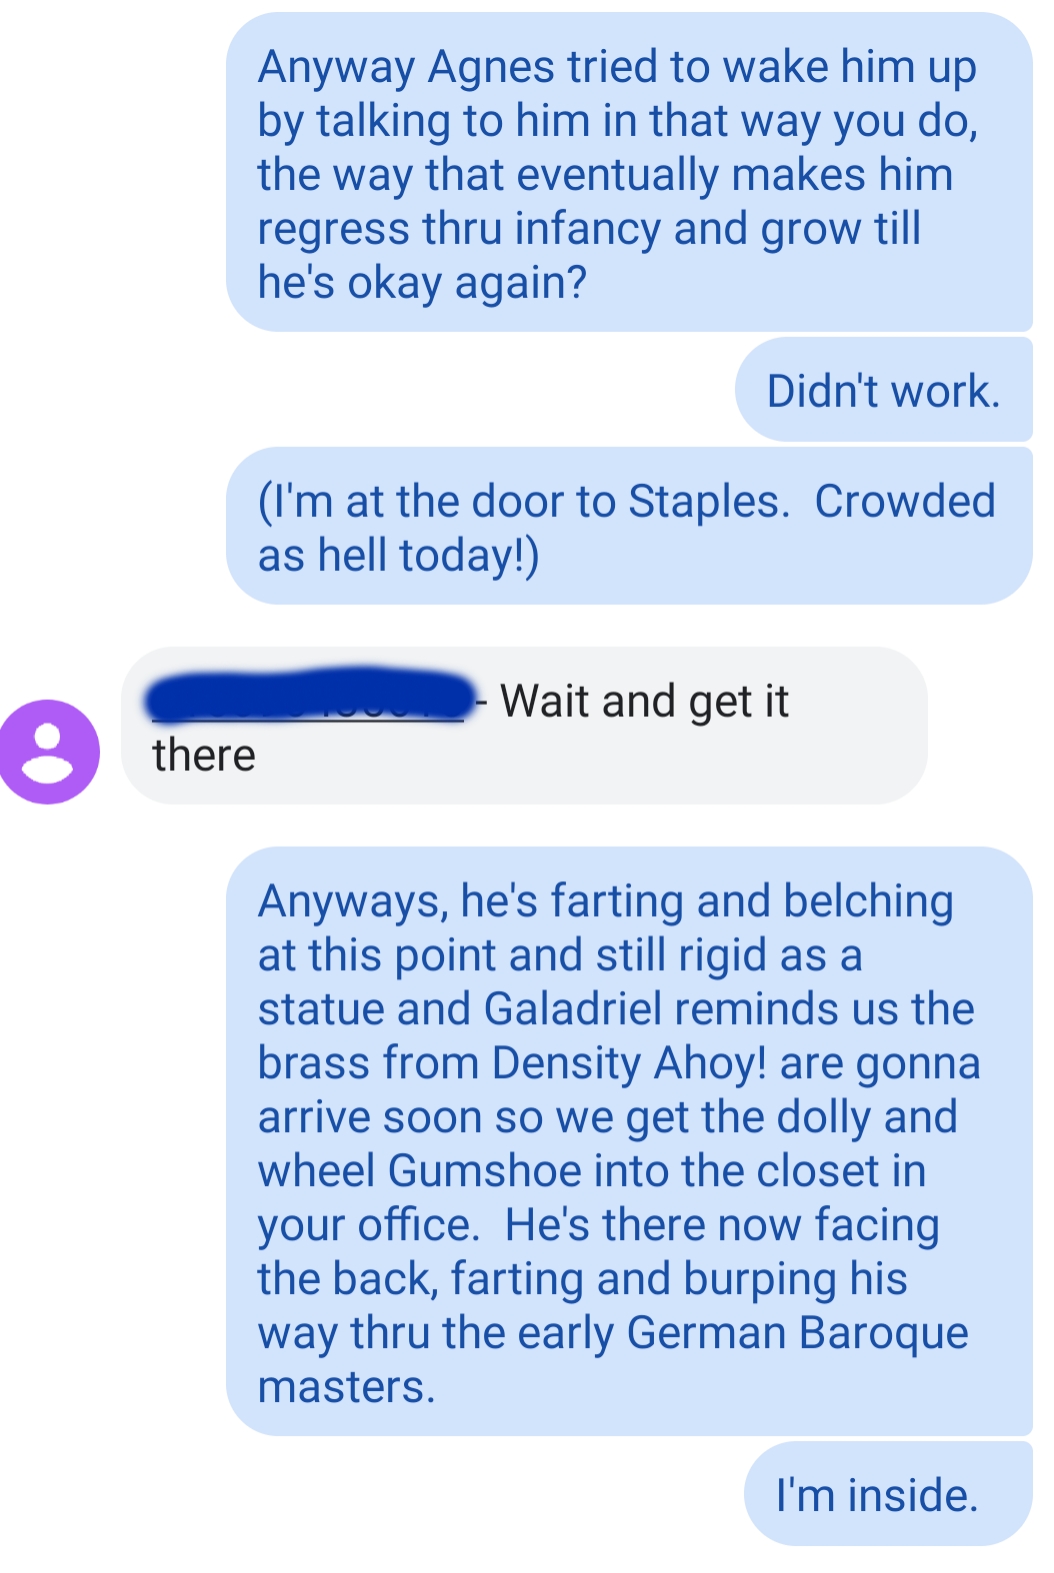 Anyway Agnes tried to wake him up
by talking to him in that way you do,
the way that eventually makes him
regress thru infancy and grow till
he's okay again?
Didn't work.
(I'm at the door to Staples.  Crowded
as hell today!)
- Wait and get it
there
Anyways, he's farting and belching
at this point and still rigid as a
statue and Galadriel reminds us the
brass from Density Ahoy! are gonna
arrive soon so we get the dolly and
wheel Gumshoe into the closet in
your office.  He's there now facing
the back, farting and burping his
way thru the early German Baroque
masters.
I'm inside.